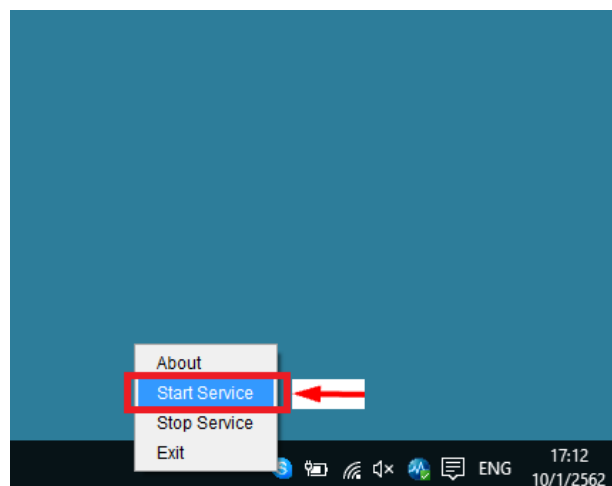 About
Start Service
Stop Service
Exit
ENG
17:12
10/1/2562